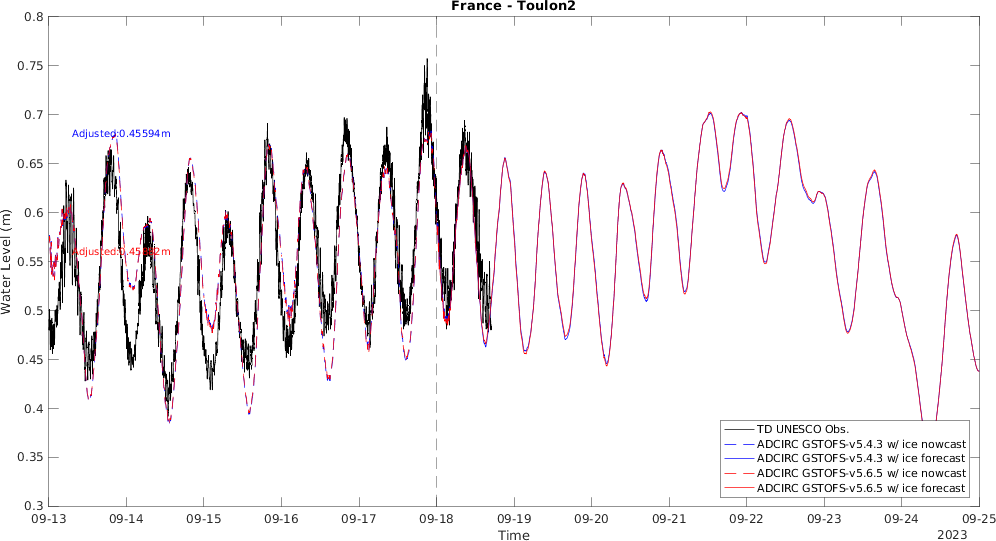 France - Toulon2
0.8
0.75
0.7
0.65
0.6
0.55
0.5
0.45
0.4
0.35
0.3
Water Level (m)
Adjusted:0.45594m
09-13
09-14
09-15
09-16
09-17
09-18
09-19
09-20
09-21
09-22
09-23
09-24
09-25
Time
2023
TD UNESCO Obs.
ADCIRC GSTOFS-v5.4.3 w/ ice nowcast
ADCIRC GSTOFS-v5.4.3 w/ ice forecast
ADCIRC GSTOFS-v5.6.5 w/ ice nowcast
ADCIRC GSTOFS-v5.6.5 w/ ice forecast